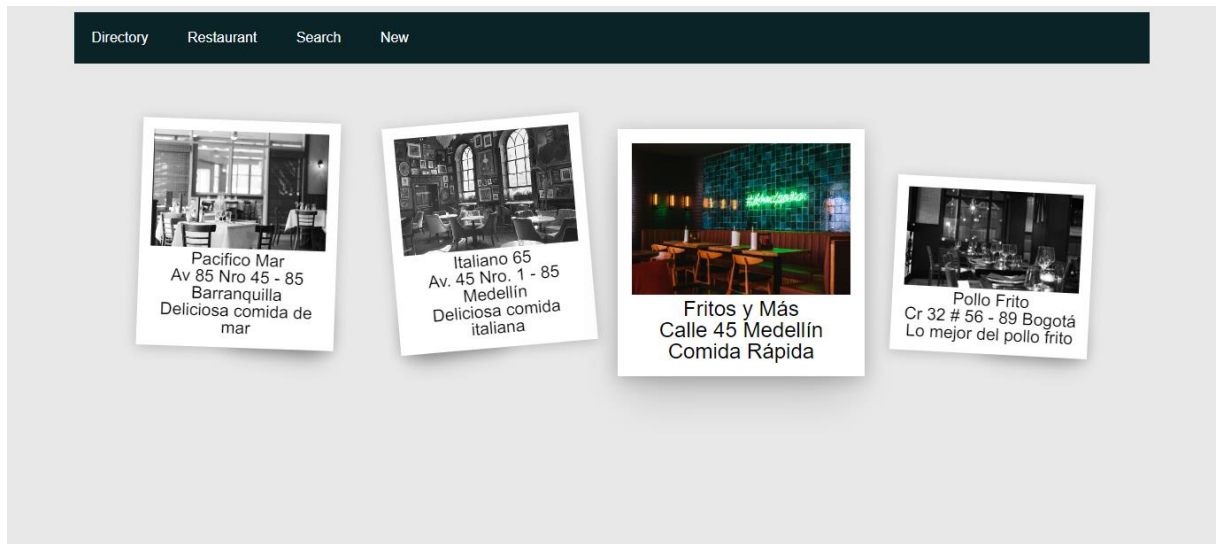 Directory Restaurant Search New
Pacifico Mar
Av 85 Nro 45 - 85
Barranquilla
Deliciosa comida de
mar
Italiano 65
Av. 45 Nro. 1 - 85
Medellín
Deliciosa comida
italiana
Fritos y Más
Calle 45 Medellín
Comida Rápida
Pollo Frito
Cr 32 # 56 - 89 Bogotá
Lo mejor del pollo frito